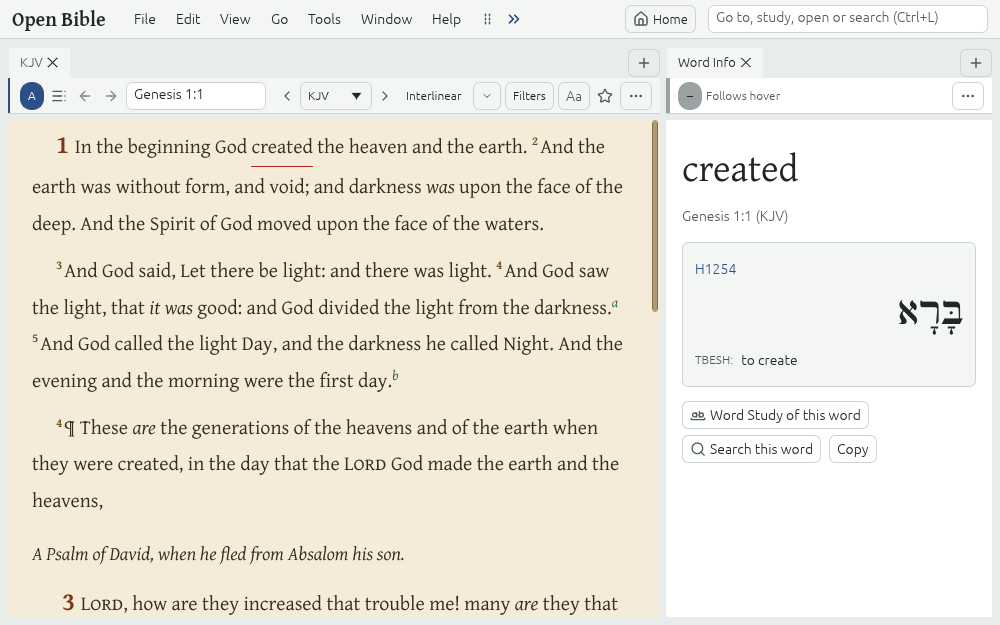 Open Bible File Edit View Go Tools Window Help Home Go to, study, open or search (Ctrl+L)
KJV
A Genesis 1:1 KJV Interlinear Filters Aa
1 In the beginning God created the heaven and the earth. 2 And the
earth was without form, and void; and darkness was upon the face of the
deep. And the Spirit of God moved upon the face of the waters.
3 And God said, Let there be light: and there was light. 4 And God saw
the light, that it was good: and God divided the light from the darkness.a
5 And God called the light Day, and the darkness he called Night. And the
evening and the morning were the first day.b
4 ¶ These are the generations of the heavens and of the earth when
they were created, in the day that the LORD God made the earth and the
heavens,
A Psalm of David, when he fled from Absalom his son.
3 LORD, how are they increased that trouble me! many are they that
Word Info
– Follows hover
created
Genesis 1:1 (KJV)
H1254
בָּרָא
TBESH: to create
Word Study of this word
Search this word Copy